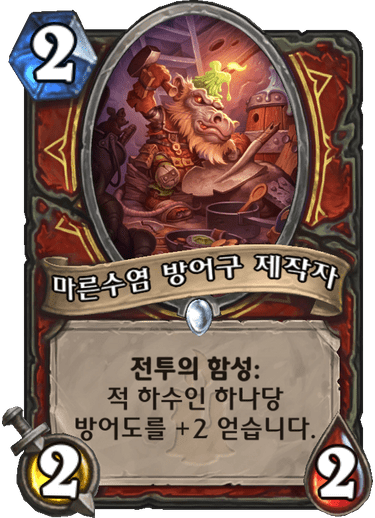 2
마른수염 방어구 제작자
전투의 함성:
적 하수인 하나당
방어도를 +2 얻습니다.
2
2